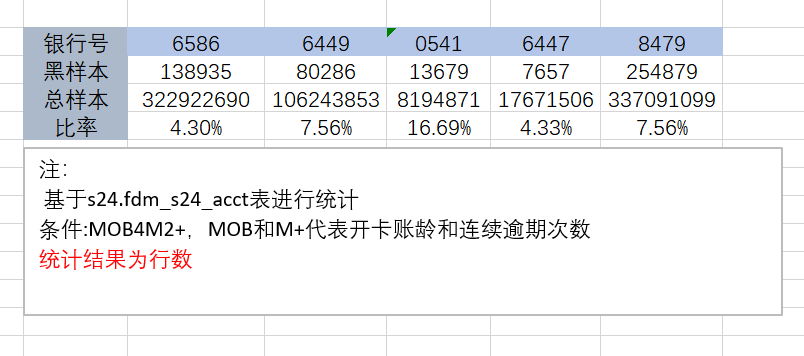 银行号 6586 6449 0541 6447 8479
黑样本 138935 80286 13679 7657 254879
总样本 322922690 106243853 8194871 17671506 337091099
比率 4.30% 7.56% 16.69% 4.33% 7.56%
注：
基于s24.fdm_s24_acct表进行统计
条件:MOB4M2+，MOB和M+代表开卡账龄和连续逾期次数
统计结果为行数